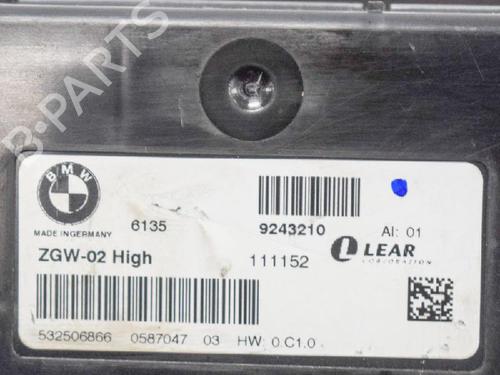 B-PARTS
BMW
MADE IN GERMANY
6135
9243210
AI: 01
ZGW-02 High
111152
LEAR
CORPORATION
532506866 0587047 03 HW: 0.C1.0